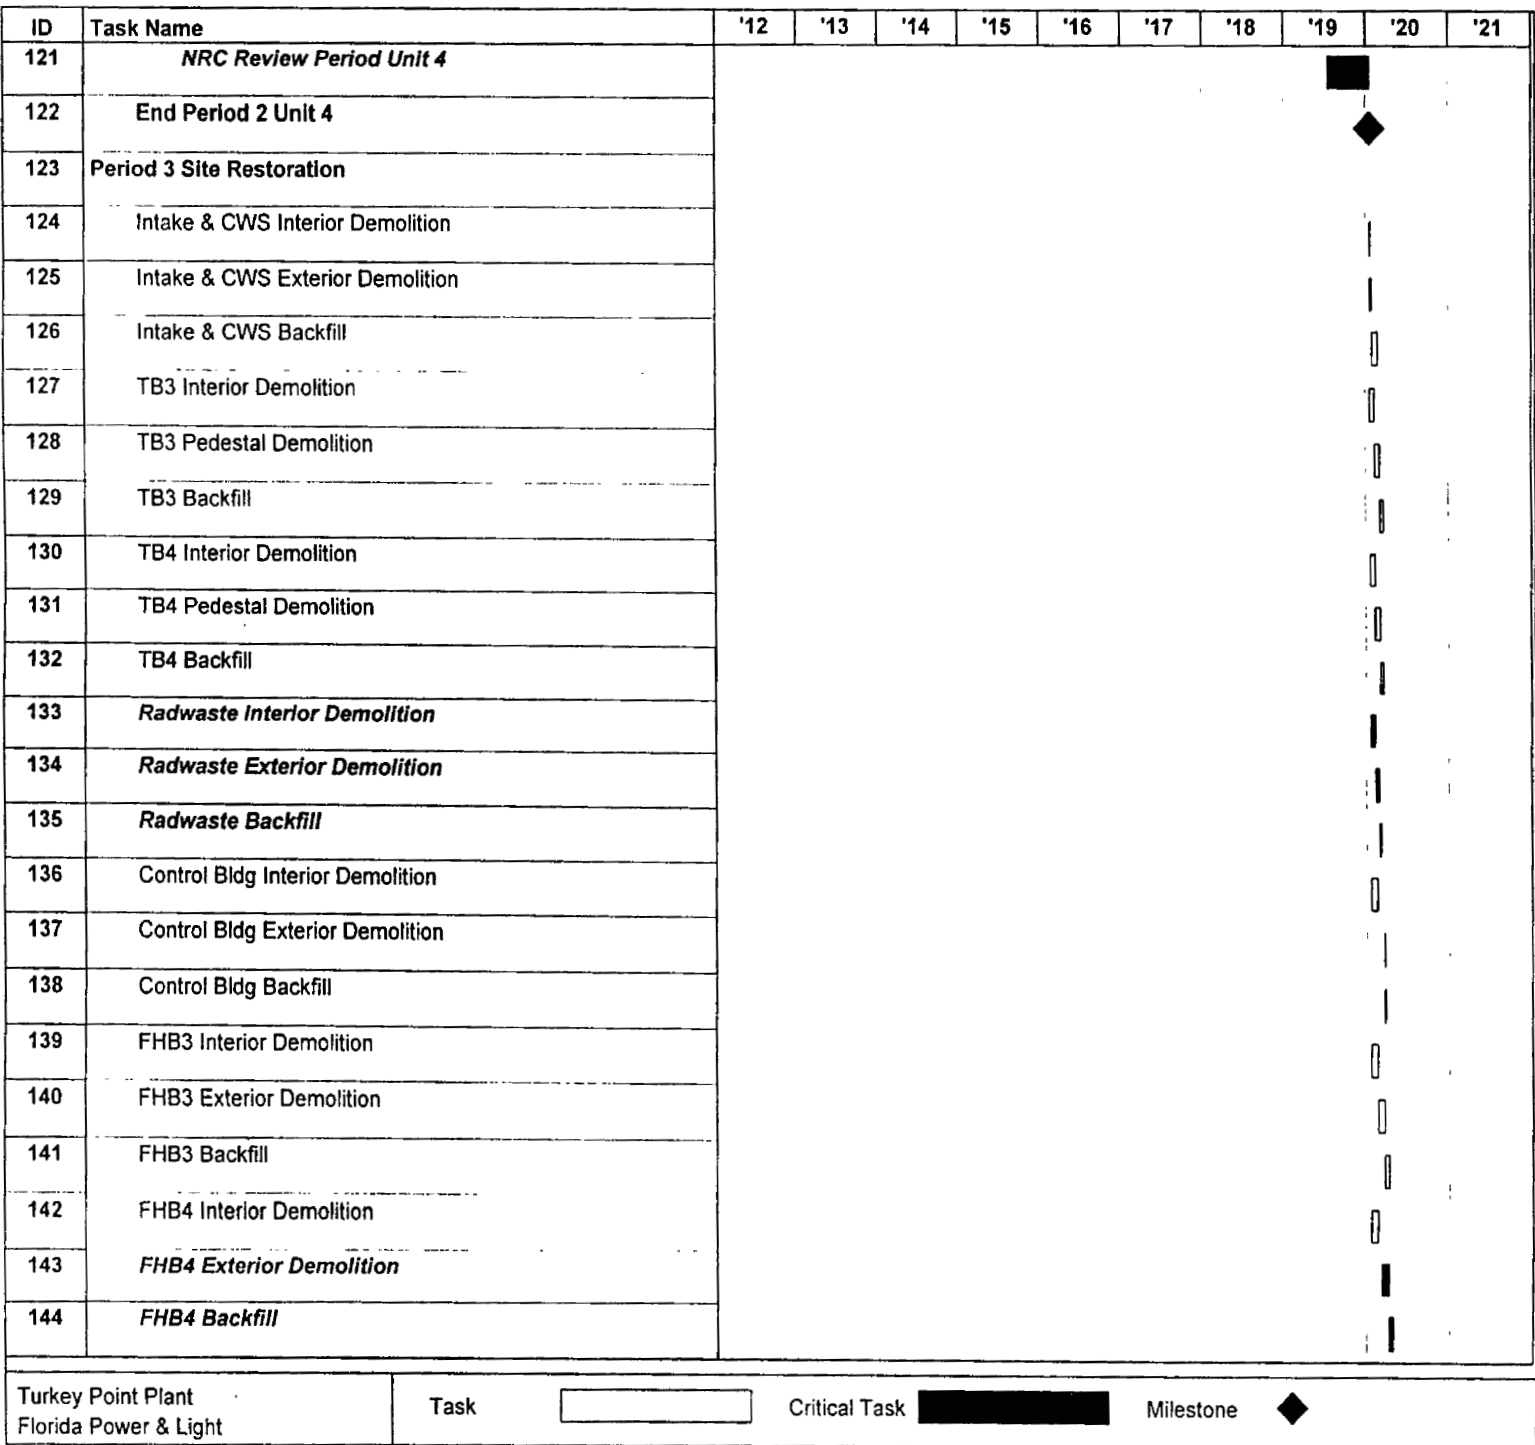 ID Task Name '12 '13 '14 '15 '16 '17 '18 '19 '20 '21
121 NRC Review Period Unit 4
122 End Period 2 Unit 4
123 Period 3 Site Restoration
124 Intake & CWS Interior Demolition
125 Intake & CWS Exterior Demolition
126 Intake & CWS Backfill
127 TB3 Interior Demolition
128 TB3 Pedestal Demolition
129 TB3 Backfill
130 TB4 Interior Demolition
131 TB4 Pedestal Demolition
132 TB4 Backfill
133 Radwaste Interior Demolition
134 Radwaste Exterior Demolition
135 Radwaste Backfill
136 Control Bldg Interior Demolition
137 Control Bldg Exterior Demolition
138 Control Bldg Backfill
139 FHB3 Interior Demolition
140 FHB3 Exterior Demolition
141 FHB3 Backfill
142 FHB4 Interior Demolition
143 FHB4 Exterior Demolition
144 FHB4 Backfill
Turkey Point Plant
Florida Power & Light
Task Critical Task Milestone